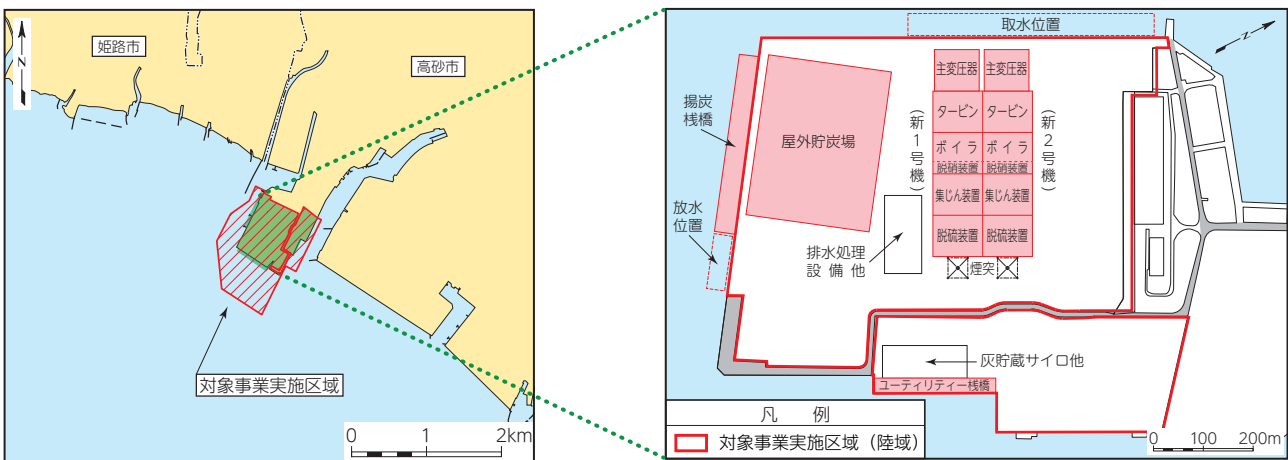 姫路市
高砂市
N
対象事業実施区域
0 1 2km
取水位置
N
主変圧器 主変圧器
揚炭
桟橋
屋外貯炭場
タービン タービン
(新1号機)
(新2号機)
ボイラ ボイラ
脱硝装置 脱硝装置
集じん装置 集じん装置
放水
位置
脱硫装置 脱硫装置
排水処理
設備他
煙突
灰貯蔵サイロ他
ユーティリティー桟橋
凡 例
対象事業実施区域(陸域)
0 100 200m